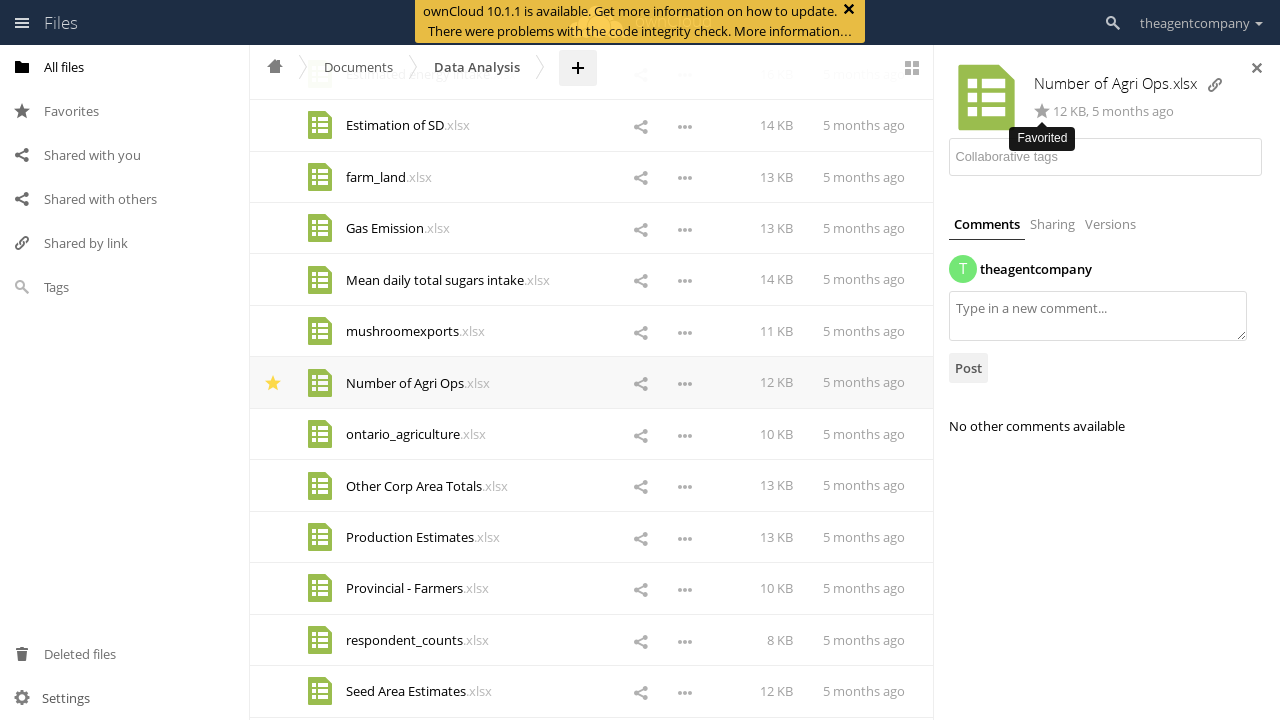 ownCloud 10.1.1 is available. Get more information on how to update.
There were problems with the code integrity check. More information…
Files
theagentcompany
All files
Favorites
Shared with you
Shared with others
Shared by link
Tags
Deleted files
Settings
Documents
Data Analysis
Estimated energy intake
5 months ago
Estimation of SD.xlsx 14 KB 5 months ago
farm_land.xlsx 13 KB 5 months ago
Gas Emission.xlsx 13 KB 5 months ago
Mean daily total sugars intake.xlsx 14 KB 5 months ago
mushroomexports.xlsx 11 KB 5 months ago
Number of Agri Ops.xlsx 12 KB 5 months ago
ontario_agriculture.xlsx 10 KB 5 months ago
Other Corp Area Totals.xlsx 13 KB 5 months ago
Production Estimates.xlsx 13 KB 5 months ago
Provincial - Farmers.xlsx 10 KB 5 months ago
respondent_counts.xlsx 8 KB 5 months ago
Seed Area Estimates.xlsx 12 KB 5 months ago
Number of Agri Ops.xlsx
12 KB, 5 months ago
Favorited
Collaborative tags
Comments Sharing Versions
T theagentcompany
Type in a new comment...
Post
No other comments available